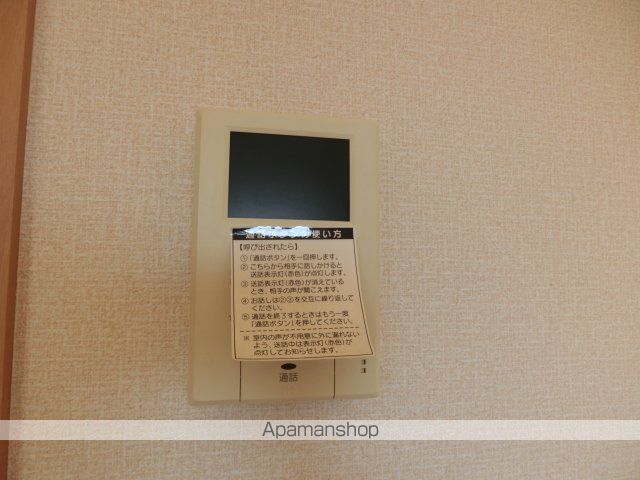 通話ボタンの使い方
【呼び出されたら】
①「通話ボタン」を一回押します。
②こちらから相手に話しかけると
送話表示灯(赤色)が点灯します。
③送話表示灯(赤色)が消えている
とき、相手の声が聞こえます。
④お話しは②③を交互に繰り返して
ください。
⑤通話を終了するときはもう一度
「通話ボタン」を押してください。
※室内の声が不用意に外に漏れない
よう、送話中は表示灯(赤色)が
点灯してお知らせします。
通話
Apamanshop